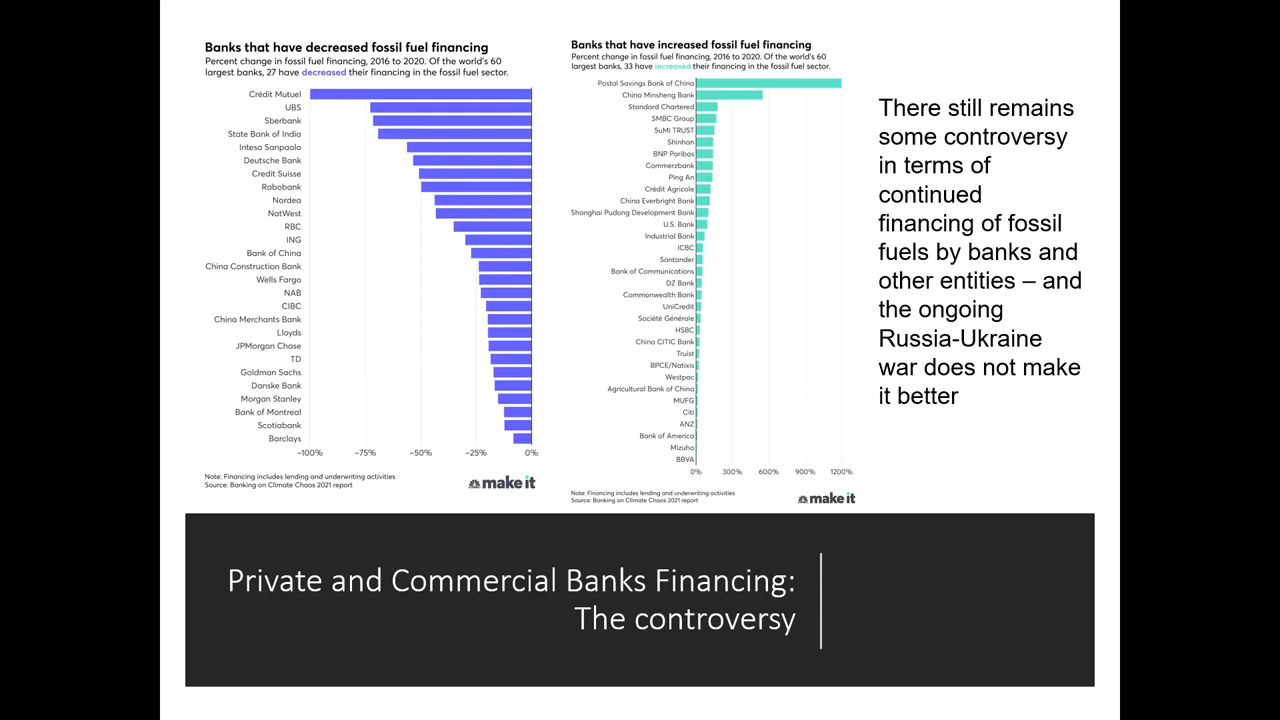 Banks that have decreased fossil fuel financing
Percent change in fossil fuel financing, 2016 to 2020. Of the world's 60
largest banks, 27 have decreased their financing in the fossil fuel sector.
Crédit Mutuel
UBS
Sberbank
State Bank of India
Intesa Sanpaolo
Deutsche Bank
Credit Suisse
Rabobank
Nordea
NatWest
RBC
ING
Bank of China
China Construction Bank
Wells Fargo
NAB
CIBC
China Merchants Bank
Lloyds
JPMorgan Chase
TD
Goldman Sachs
Danske Bank
Morgan Stanley
Bank of Montreal
Scotiabank
Barclays
−100% −75% −50% −25% 0%
Note: Financing includes lending and underwriting activities
Source: Banking on Climate Chaos 2021 report
make it
Banks that have increased fossil fuel financing
Percent change in fossil fuel financing, 2016 to 2020. Of the world's 60
largest banks, 33 have increased their financing in the fossil fuel sector.
Postal Savings Bank of China
China Minsheng Bank
Standard Chartered
SMBC Group
SuMi TRUST
Shinhan
BNP Paribas
Commerzbank
Ping An
Crédit Agricole
China Everbright Bank
Shanghai Pudong Development Bank
U.S. Bank
Industrial Bank
ICBC
Santander
Bank of Communications
DZ Bank
Commonwealth Bank
UniCredit
Société Générale
HSBC
China CITIC Bank
Truist
BPCE/Natixis
Westpac
Agricultural Bank of China
MUFG
Citi
ANZ
Bank of America
Mizuho
BBVA
0% 300% 600% 900% 1200%
Note: Financing includes lending and underwriting activities
Source: Banking on Climate Chaos 2021 report
make it
There still remains
some controversy
in terms of
continued
financing of fossil
fuels by banks and
other entities – and
the ongoing
Russia-Ukraine
war does not make
it better
Private and Commercial Banks Financing:
The controversy